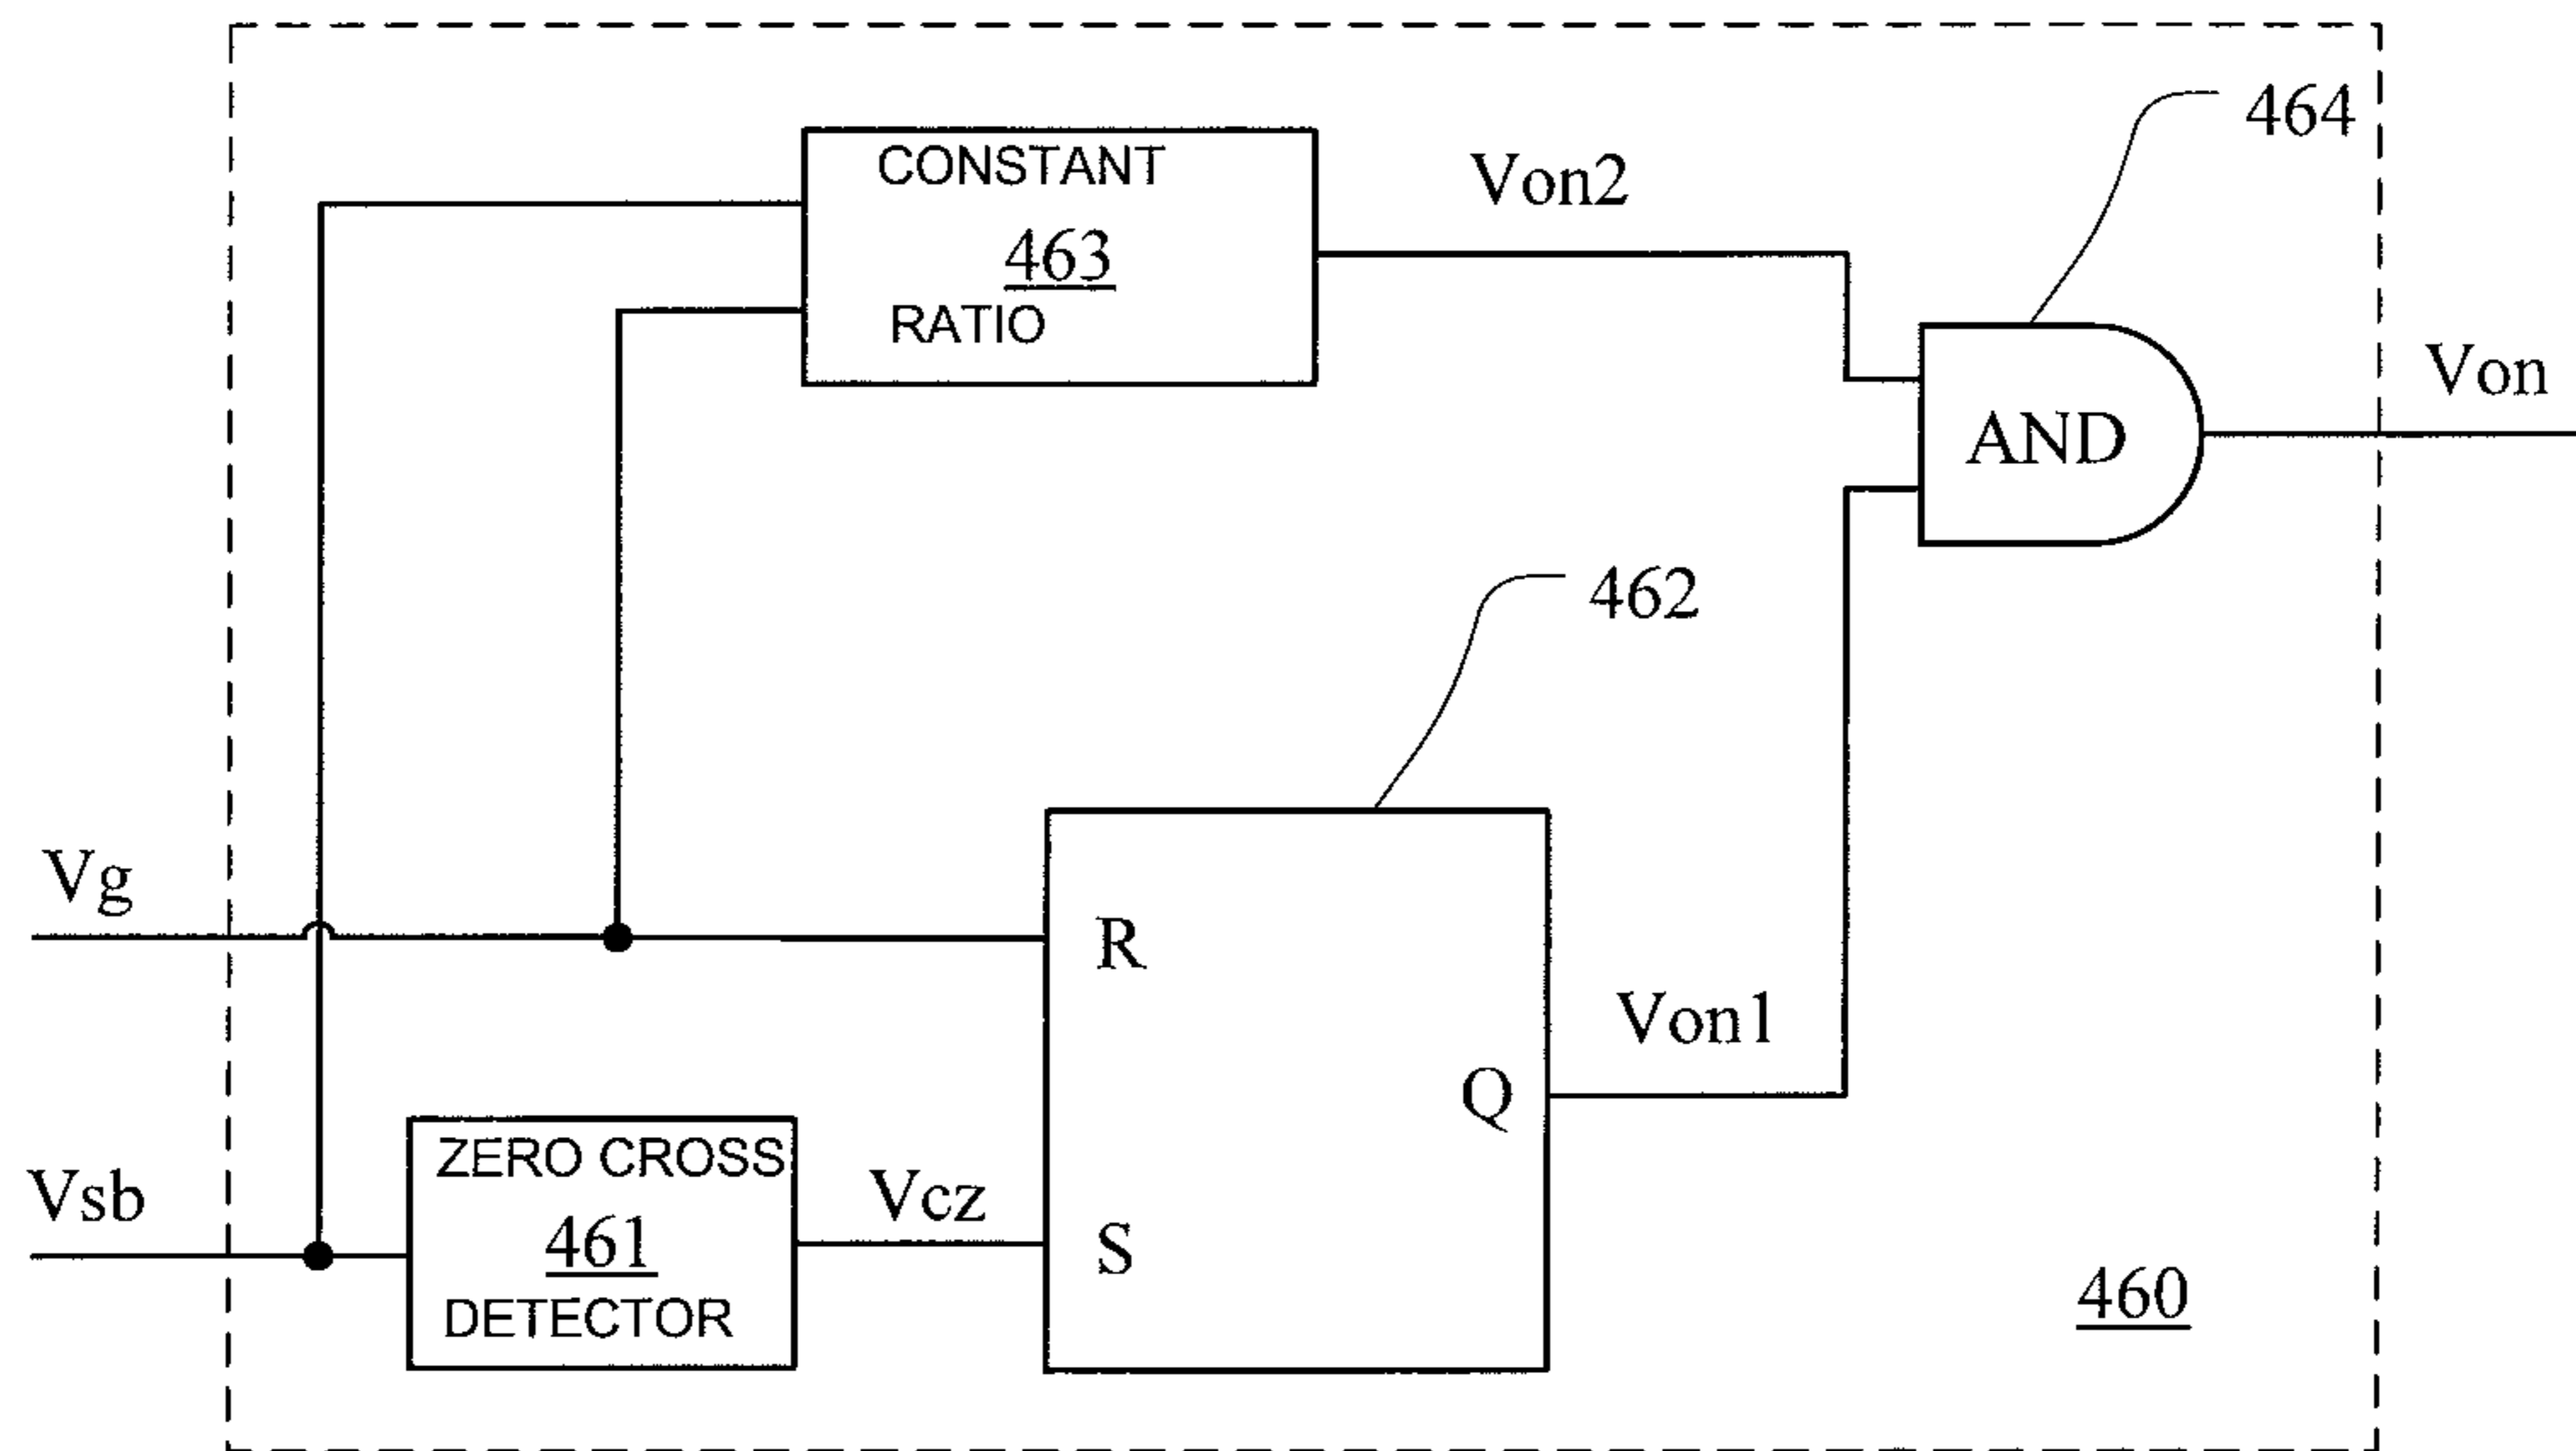 464
CONSTANT
463
RATIO
Von2
AND
Von
462
Vg
R
Q
S
Von1
Vsb
ZERO CROSS
461
DETECTOR
Vcz
460